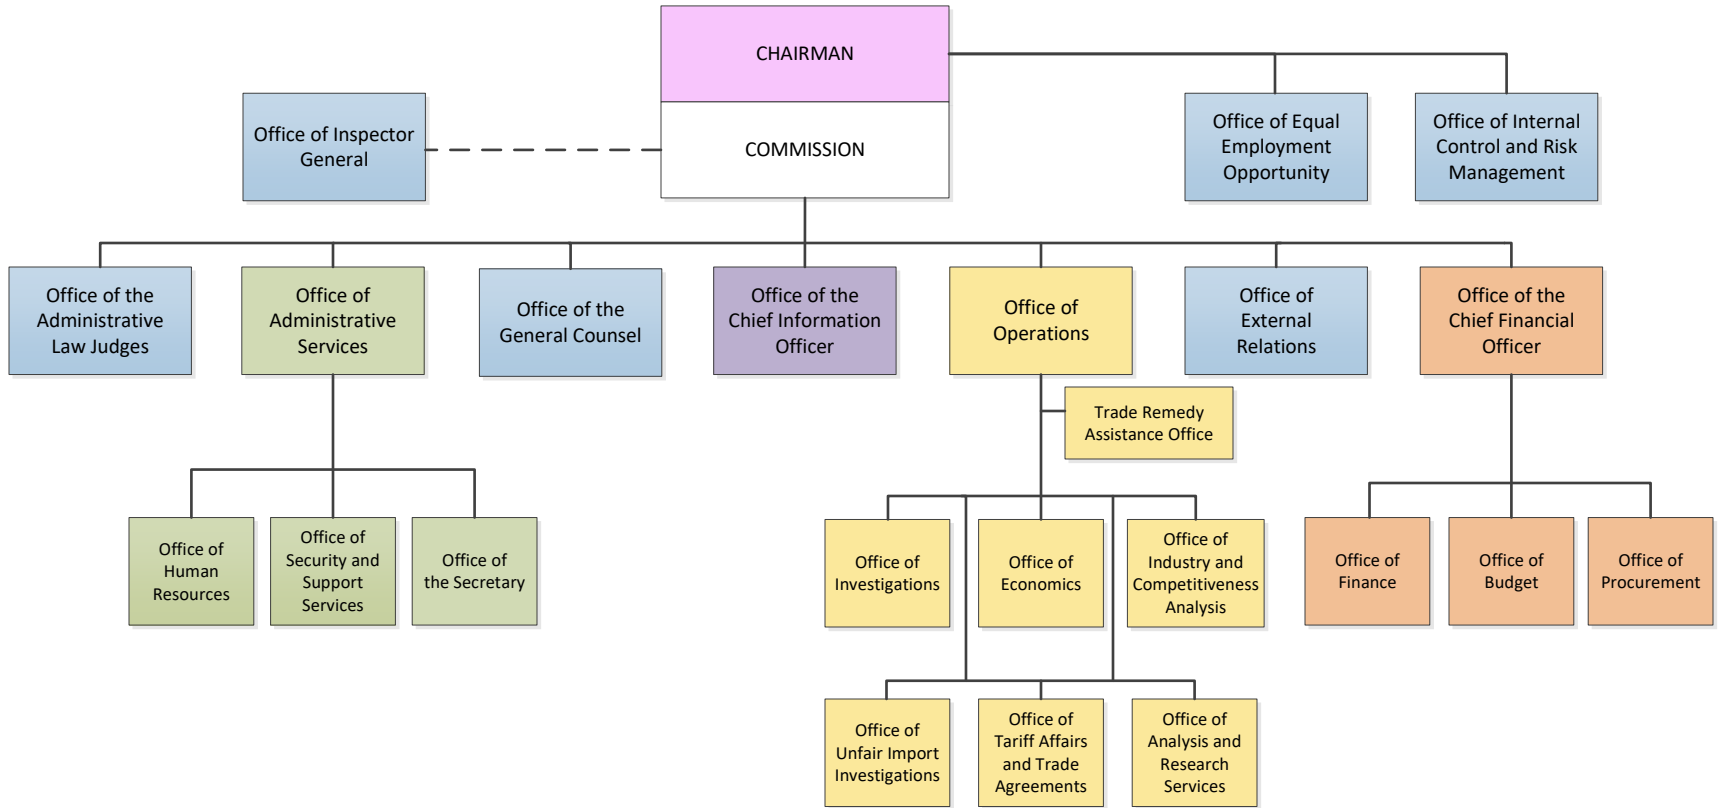 CHAIRMAN
COMMISSION
Office of Inspector
General
Office of Equal
Employment
Opportunity
Office of Internal
Control and Risk
Management
Office of the
Administrative
Law Judges
Office of
Administrative
Services
Office of the
General Counsel
Office of the
Chief Information
Officer
Office of
Operations
Office of
External
Relations
Office of the
Chief Financial
Officer
Trade Remedy
Assistance Office
Office of
Human
Resources
Office of
Security and
Support
Services
Office of
the Secretary
Office of
Investigations
Office of
Economics
Office of
Industry and
Competitiveness
Analysis
Office of
Finance
Office of
Budget
Office of
Procurement
Office of
Unfair Import
Investigations
Office of
Tariff Affairs
and Trade
Agreements
Office of
Analysis and
Research
Services